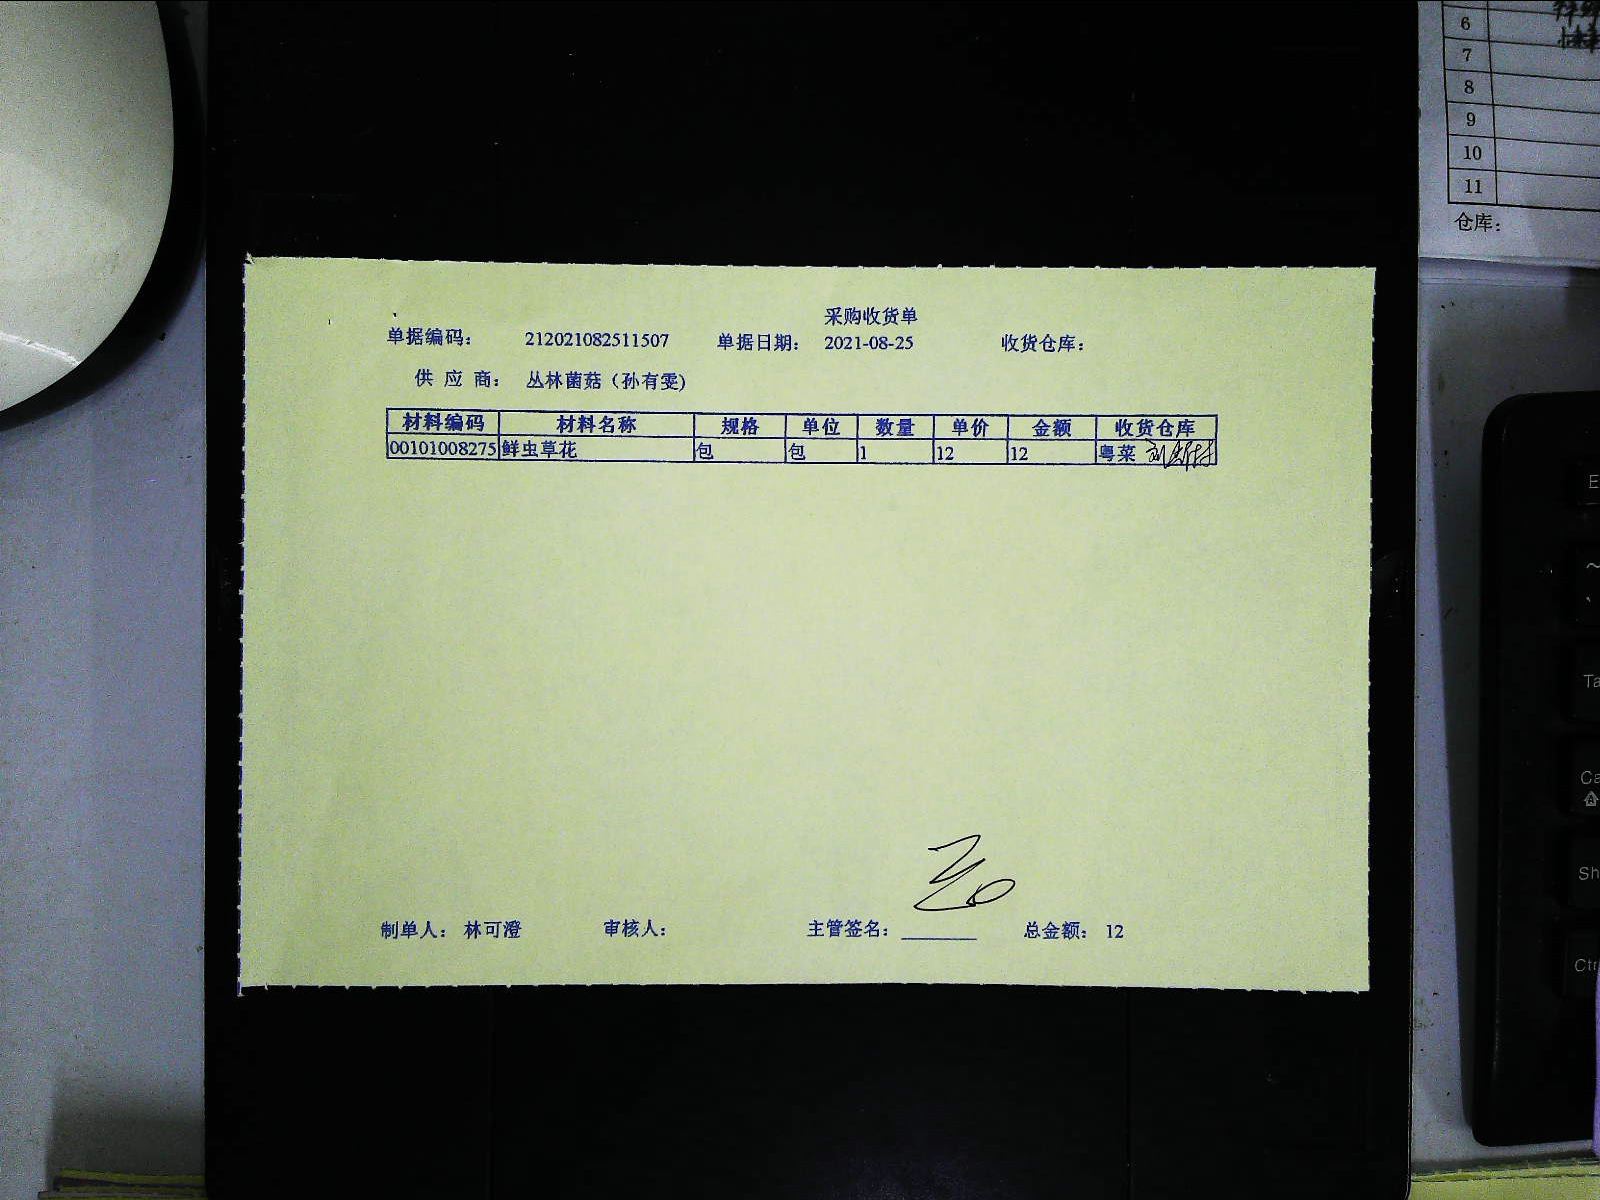 采购收货单
单据编码： 212021082511507 单据日期： 2021-08-25 收货仓库：
供 应 商： 丛林菌菇（孙有雯)
材料编码 材料名称 规格 单位 数量 单价 金额 收货仓库
00101008275 鲜虫草花 包 包 1 12 12 粤菜
制单人： 林可澄 审核人： 主管签名： 总金额： 12
6
7
8
9
10
11
仓库：